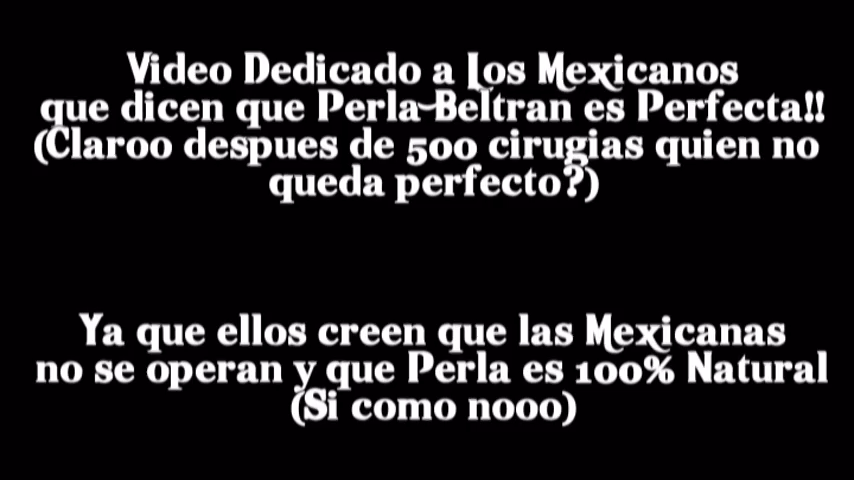 Video Dedicado a Los Mexicanos
que dicen que Perla Beltran es Perfecta!!
(Claroo despues de 500 cirugias quien no
queda perfecto?)
Ya que ellos creen que las Mexicanas
no se operan y que Perla es 100% Natural
(Si como nooo)